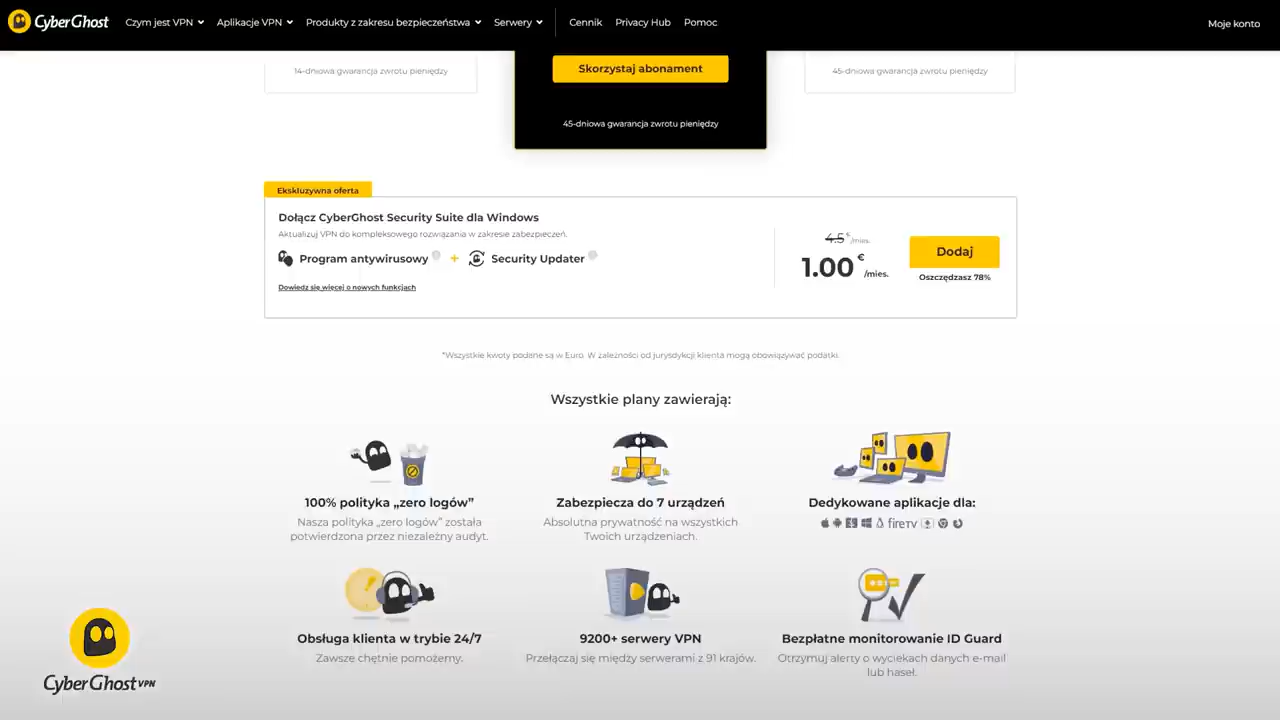 CyberGhost
Czym jest VPN
Aplikacje VPN
Produkty z zakresu bezpieczeństwa
Serwery
Cennik
Privacy Hub
Pomoc
Moje konto
14-dniowa gwarancja zwrotu pieniędzy
Skorzystaj abonament
45-dniowa gwarancja zwrotu pieniędzy
45-dniowa gwarancja zwrotu pieniędzy
Ekskluzywna oferta
Dołącz CyberGhost Security Suite dla Windows
Aktualizuj VPN do kompleksowego rozwiązania w zakresie zabezpieczeń.
Program antywirusowy + Security Updater
Dowiedz się więcej o nowych funkcjach
4.5 € /mies.
1.00 € /mies.
Dodaj
Oszczędzasz 78%
*Wszystkie kwoty podane są w Euro. W zależności od jurysdykcji klienta mogą obowiązywać podatki.
Wszystkie plany zawierają:
100% polityka „zero logów”
Nasza polityka „zero logów” została
potwierdzona przez niezależny audyt.
Zabezpiecza do 7 urządzeń
Absolutna prywatność na wszystkich
Twoich urządzeniach.
Dedykowane aplikacje dla:
fireTV
Obsługa klienta w trybie 24/7
Zawsze chętnie pomożemy.
9200+ serwery VPN
Przełączaj się między serwerami z 91 krajów.
Bezpłatne monitorowanie ID Guard
Otrzymuj alerty o wyciekach danych e-mail
lub haseł.
CyberGhost VPN